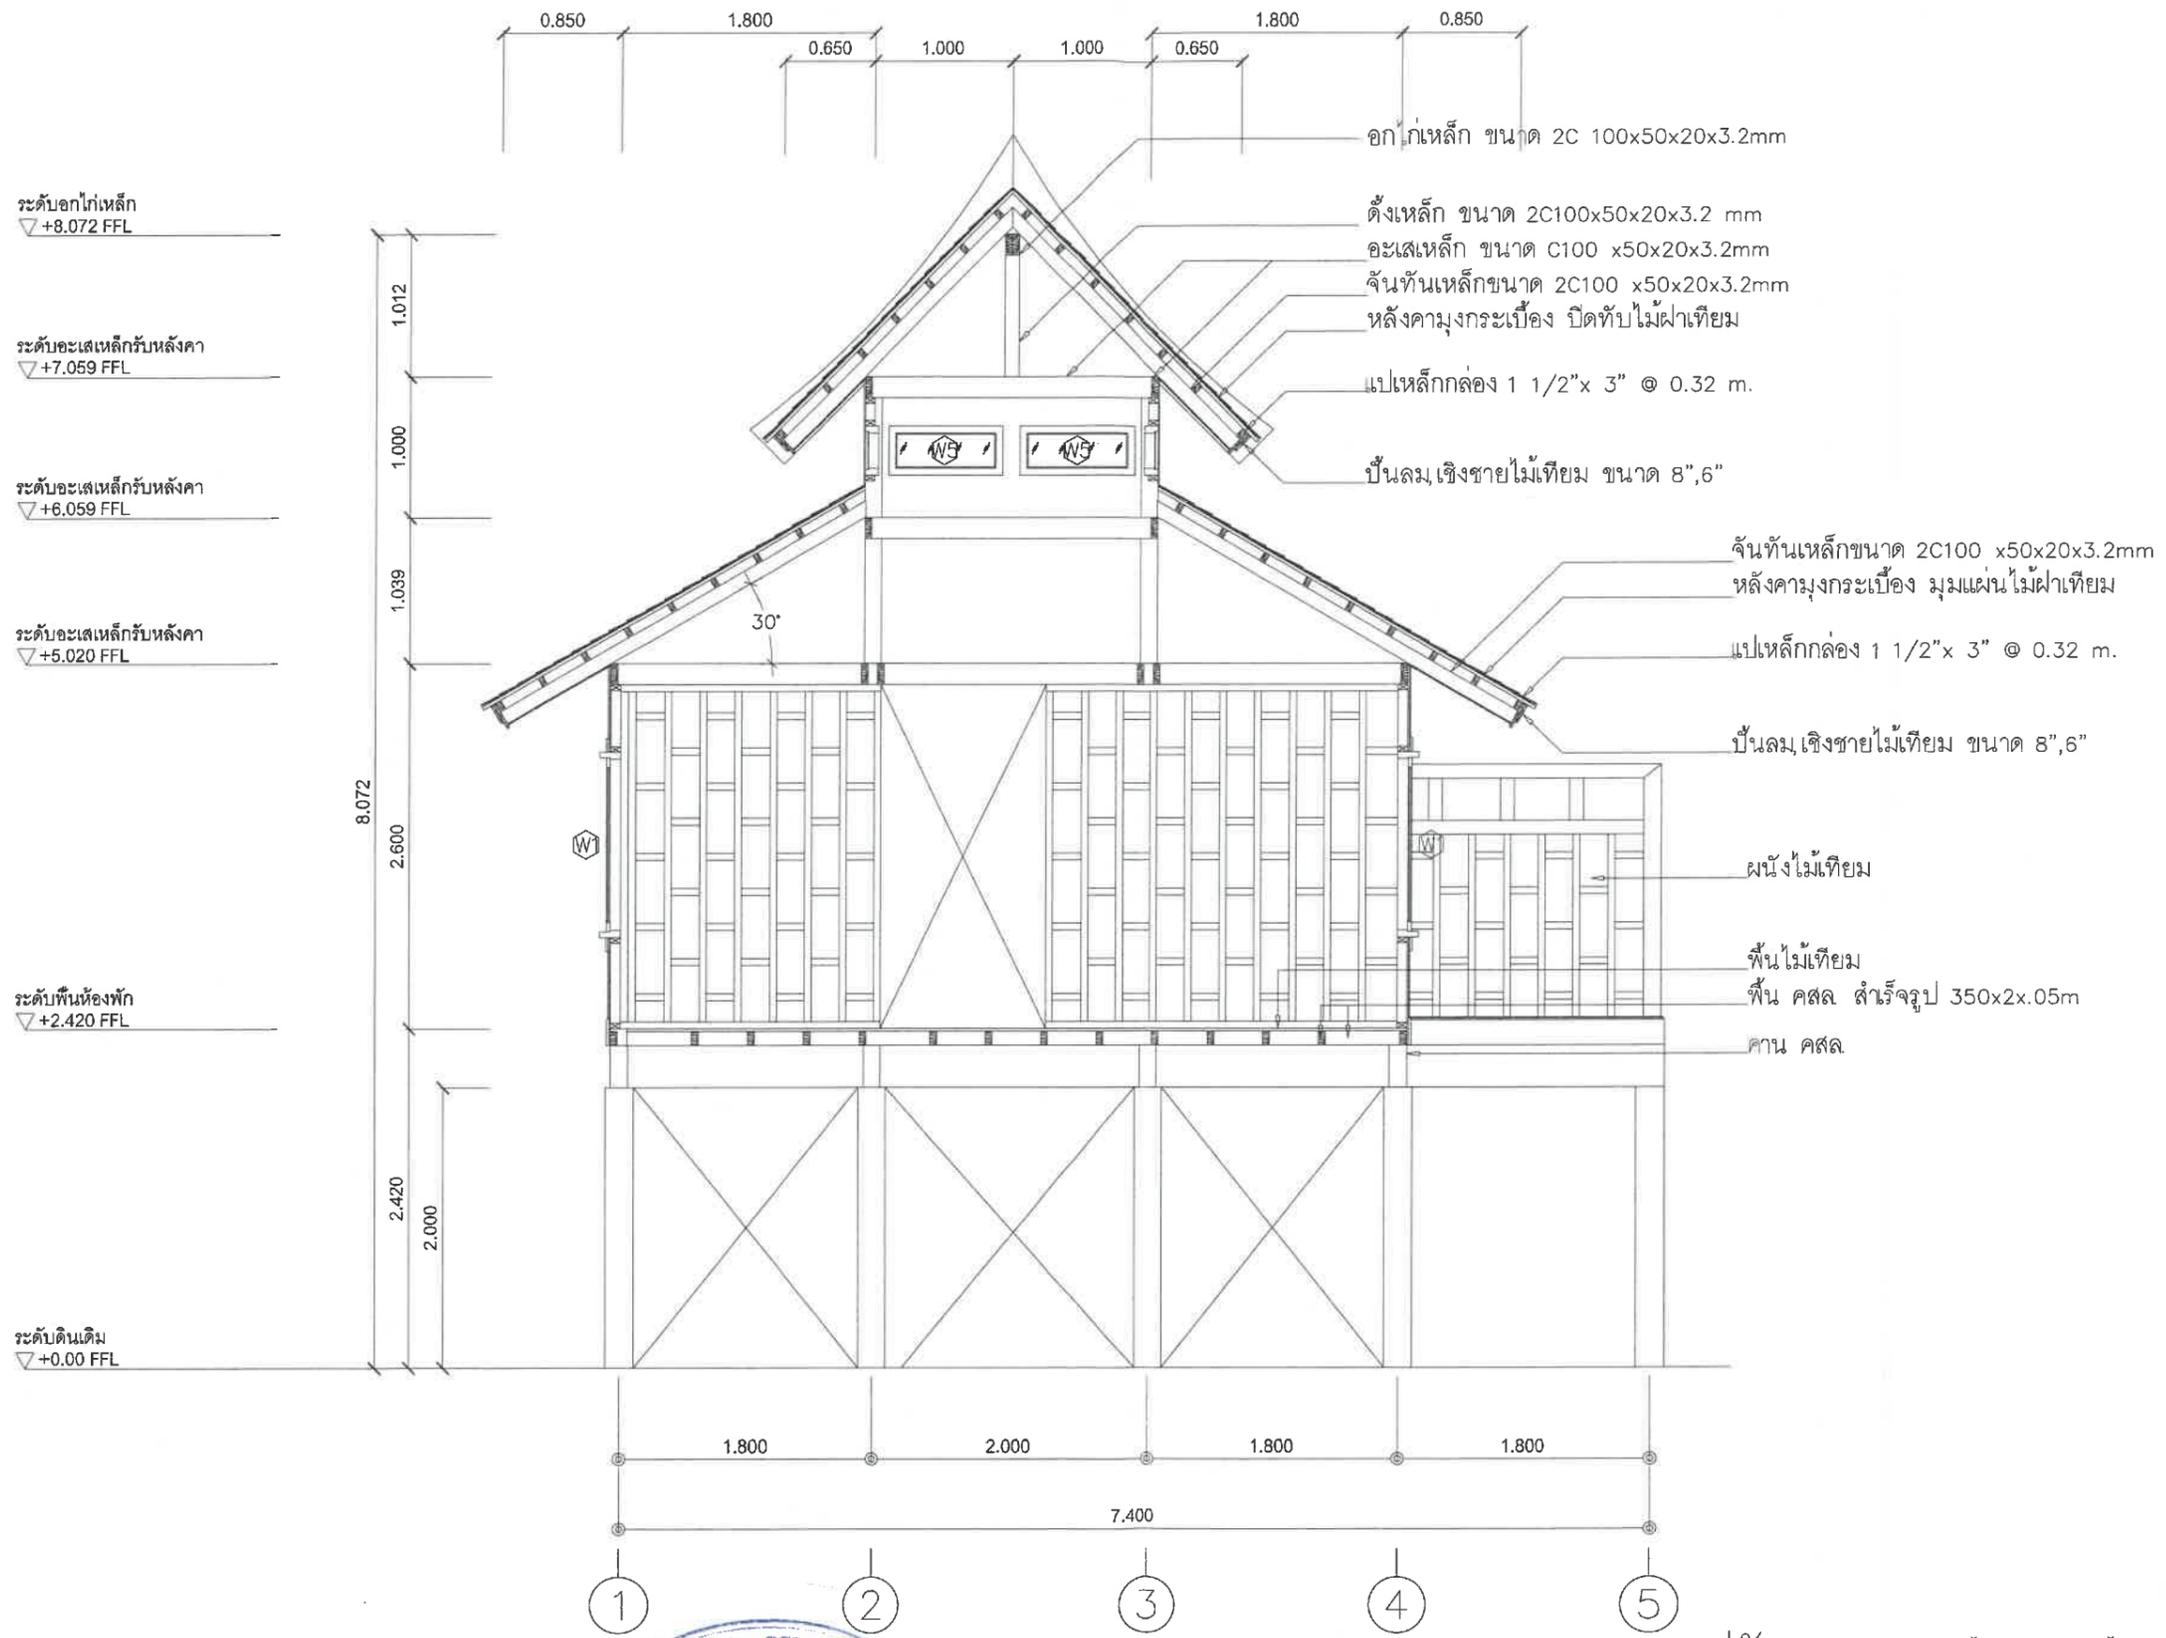 0.850 1.800 1.800 0.850
0.650 1.000 1.000 0.650
อกไก่เหล็ก ขนาด 2C 100x50x20x3.2mm
ระดับอกไก่เหล็ก
+8.072 FFL
ดั้งเหล็ก ขนาด 2C100x50x20x3.2 mm
อะเสเหล็ก ขนาด C100 x50x20x3.2mm
จันทันเหล็กขนาด 2C100 x50x20x3.2mm
หลังคามุงกระเบื้อง ปิดทับไม้ฝาเทียม
1.012
ระดับอะเสเหล็กรับหลังคา
+7.059 FFL
แปเหล็กกล่อง 1 1/2"x 3" @ 0.32 m.
1.000
W5 W5
ปั้นลม,เชิงชายไม้เทียม ขนาด 8",6"
ระดับอะเสเหล็กรับหลังคา
+6.059 FFL
จันทันเหล็กขนาด 2C100 x50x20x3.2mm
หลังคามุงกระเบื้อง มุมแผ่นไม้ฝาเทียม
1.039
30°
ระดับอะเสเหล็กรับหลังคา
+5.020 FFL
แปเหล็กกล่อง 1 1/2"x 3" @ 0.32 m.
ปั้นลม,เชิงชายไม้เทียม ขนาด 8",6"
8.072
2.600
W1
W
ผนังไม้เทียม
พื้นไม้เทียม
พื้น คสล สำเร็จรูป 350x2x.05m
ระดับพื้นห้องพัก
+2.420 FFL
คาน คสล.
2.420
2.000
ระดับดินเดิม
+0.00 FFL
1.800 2.000 1.800 1.800
7.400
1 2 3 4 5